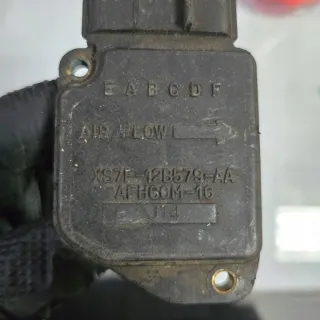 E A B C D F
AIR FLOW
XS7F-12B579-AA
AFH60M-16